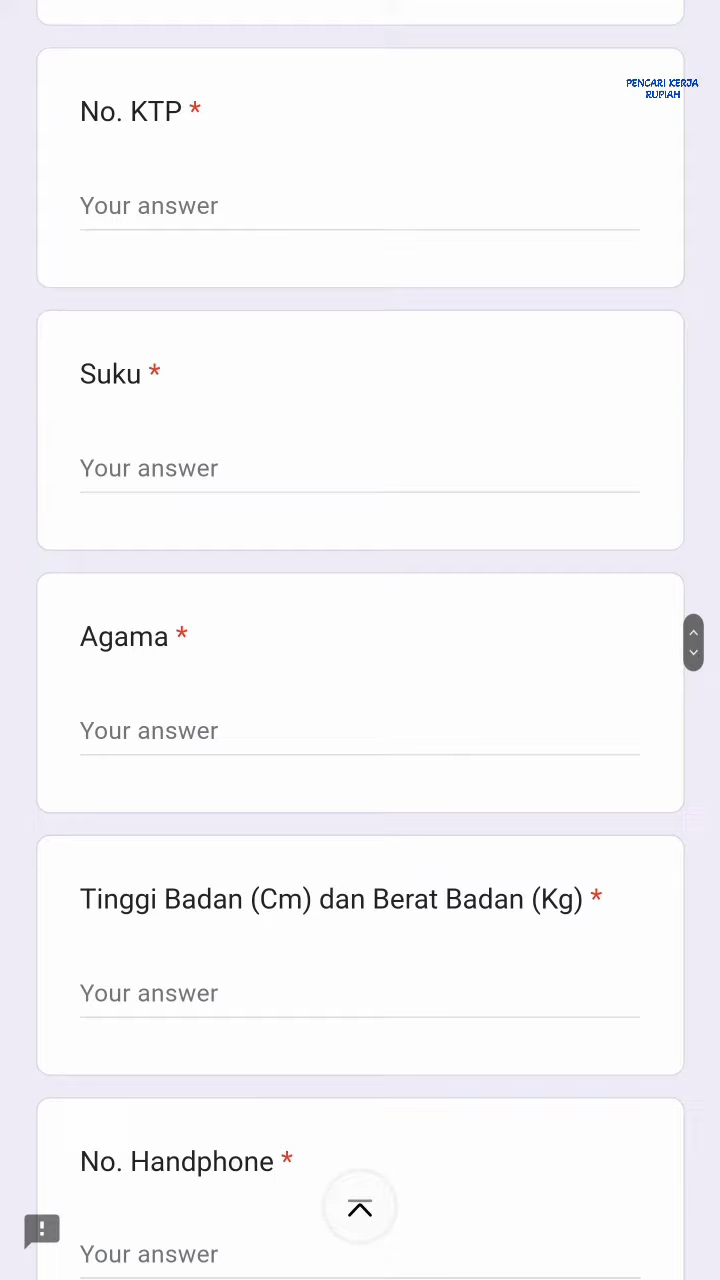 PENCARI KERJA
RUPIAH
No. KTP *
Your answer
Suku *
Your answer
Agama *
Your answer
Tinggi Badan (Cm) dan Berat Badan (Kg) *
Your answer
No. Handphone *
Your answer